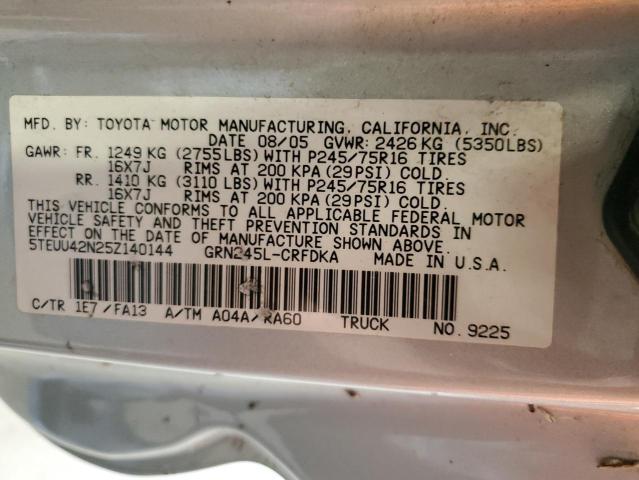 MFD. BY: TOYOTA MOTOR MANUFACTURING, CALIFORNIA, INC.
DATE 08/05 GVWR: 2426 KG (5350LBS)
GAWR: FR. 1249 KG (2755LBS) WITH P245/75R16 TIRES
16X7J RIMS AT 200 KPA (29PSI) COLD.
RR. 1410 KG (3110 LBS) WITH P245/75R16 TIRES
16X7J RIMS AT 200 KPA (29PSI) COLD.
THIS VEHICLE CONFORMS TO ALL APPLICABLE FEDERAL MOTOR
VEHICLE SAFETY AND THEFT PREVENTION STANDARDS IN
EFFECT ON THE DATE OF MANUFACTURE SHOWN ABOVE.
5TEUU42N25Z140144 GRN245L-CRFDKA MADE IN U.S.A.
C/TR 1E7/FA13 A/TM A04A/RA60 TRUCK NO. 9225